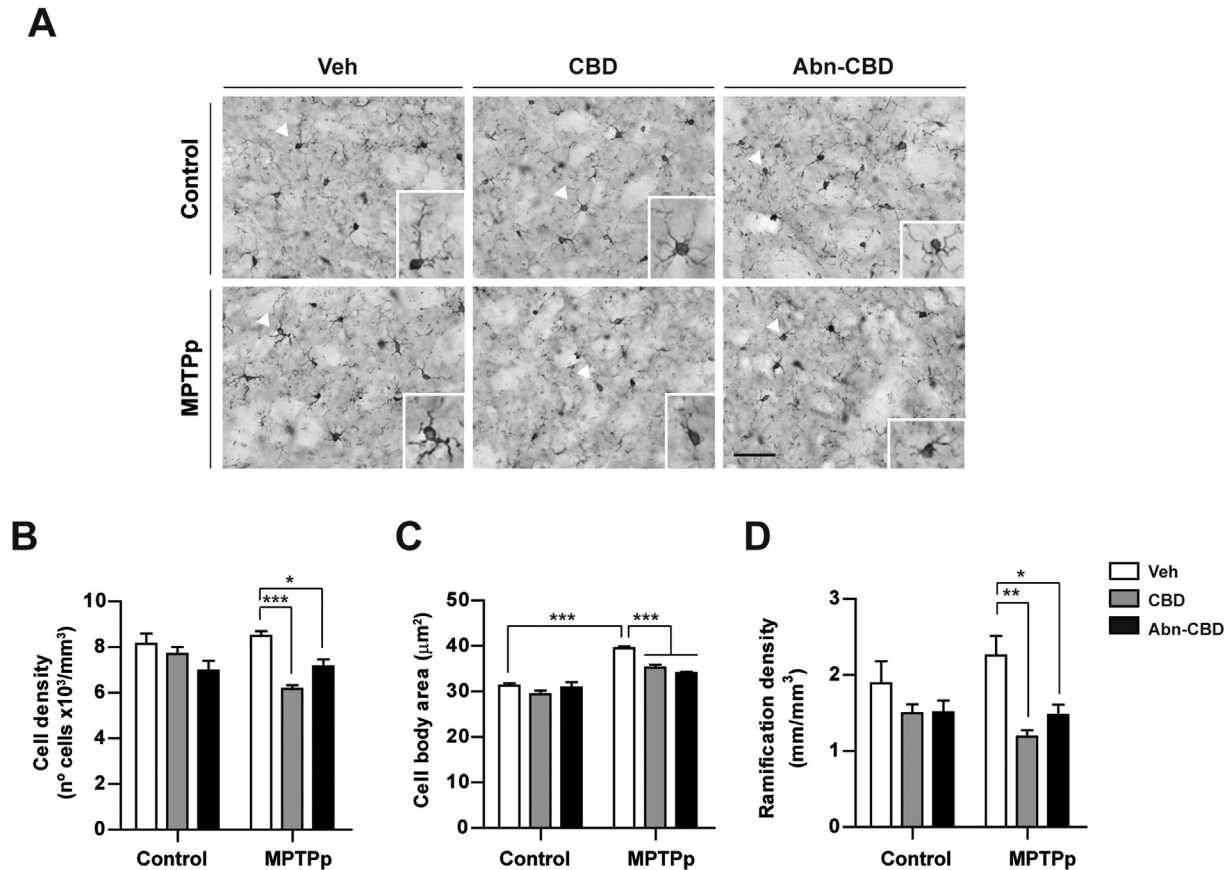 A
Veh CBD Abn-CBD
Control
MPTPp
B
Cell density
(nº cells x10³/mm³)
10
8
6
4
2
0
*
***
Control MPTPp
C
Cell body area (µm²)
50
40
30
20
10
0
*** ***
Control MPTPp
D
Ramification density
(mm/mm³)
3
2
1
0
*
**
Control MPTPp
Veh
CBD
Abn-CBD